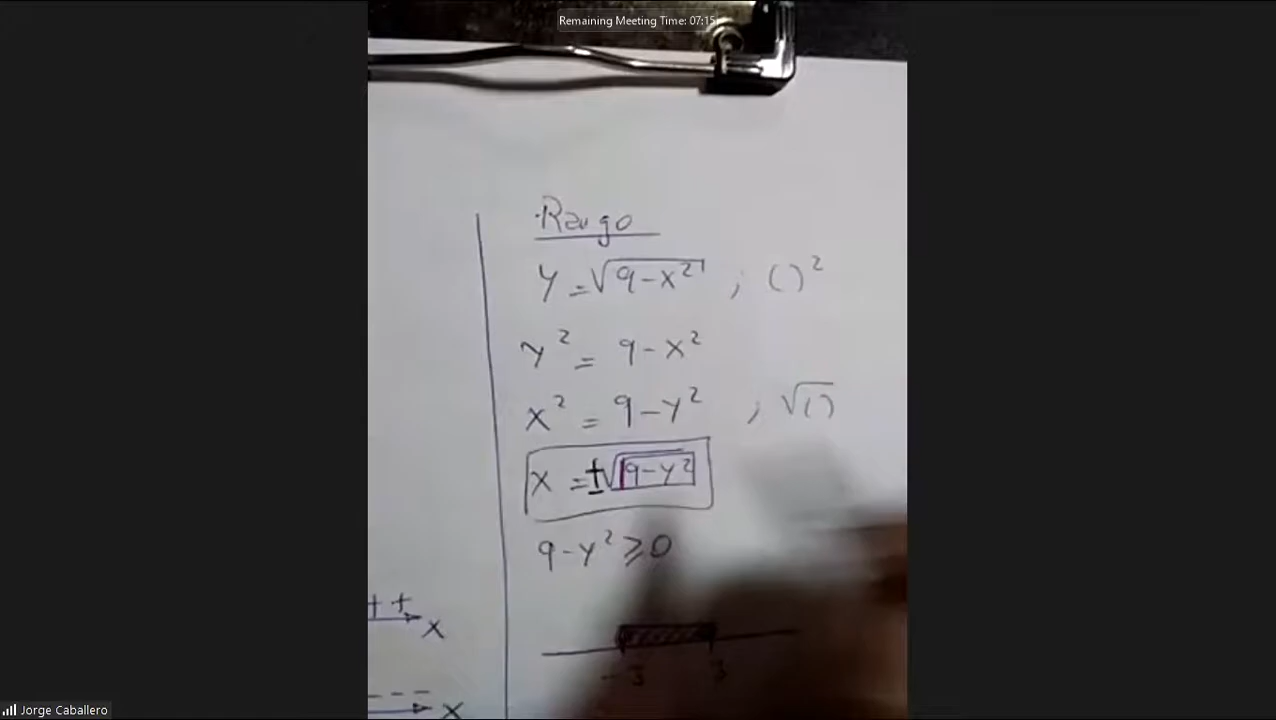 Remaining Meeting Time: 07:15
Rango
y = √9-x² ; ( )²
y² = 9-x²
x² = 9-y² ; √( )
x = ±√9-y²
9-y² ≥ 0
+ +
x
-3 3
- - -
x
Jorge Caballero